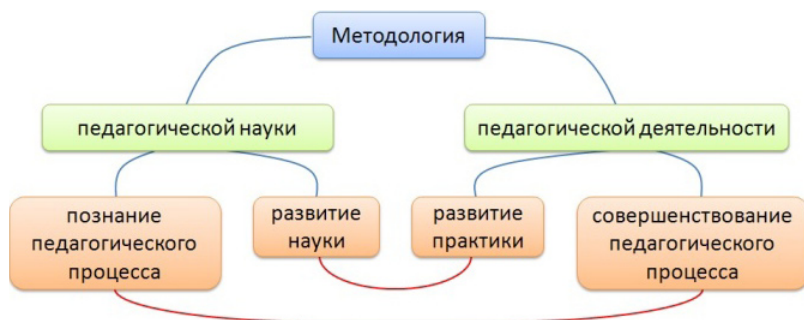 Методология
педагогической науки
педагогической деятельности
познание
педагогического
процесса
развитие
науки
развитие
практики
совершенствование
педагогического
процесса